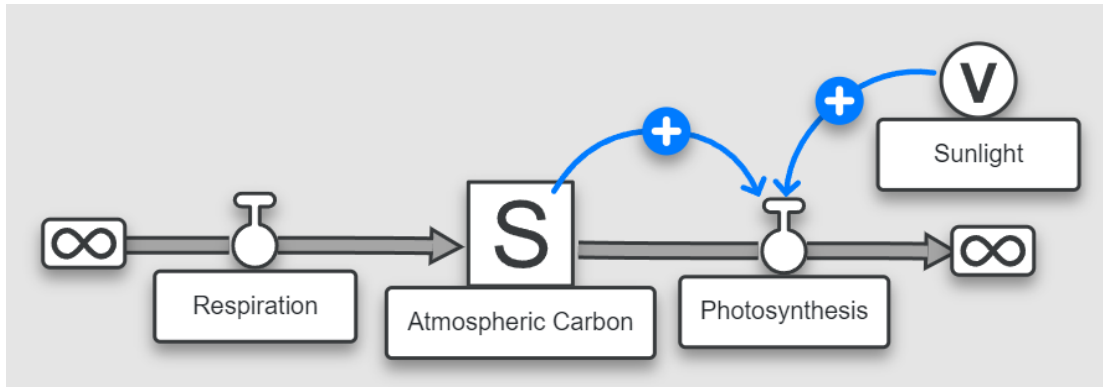 V
Sunlight
S
∞
∞
Respiration
Atmospheric Carbon
Photosynthesis